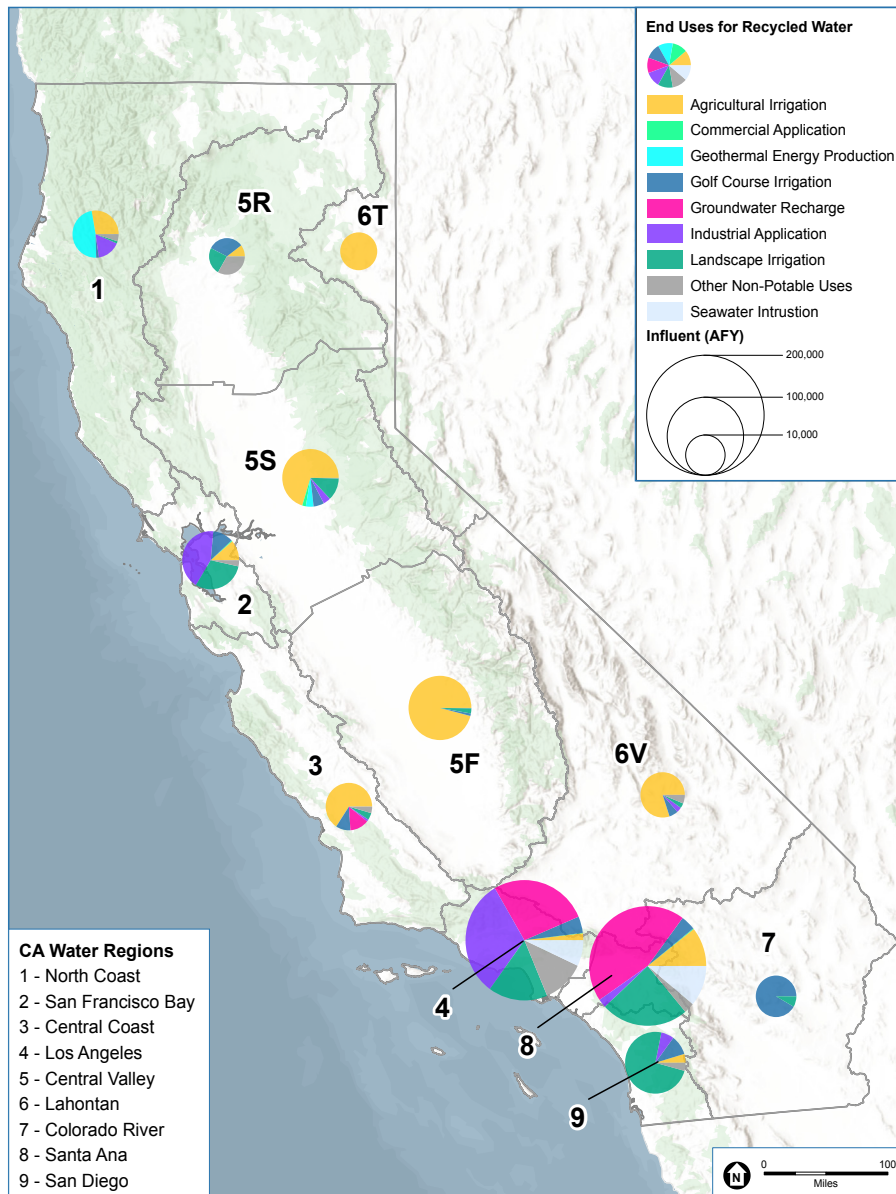 End Uses for Recycled Water
Agricultural Irrigation
Commercial Application
Geothermal Energy Production
Golf Course Irrigation
Groundwater Recharge
Industrial Application
Landscape Irrigation
Other Non-Potable Uses
Seawater Intrustion
Influent (AFY)
200,000
100,000
10,000
5R
6T
1
5S
2
5F
3
6V
7
4
8
9
CA Water Regions
1 - North Coast
2 - San Francisco Bay
3 - Central Coast
4 - Los Angeles
5 - Central Valley
6 - Lahontan
7 - Colorado River
8 - Santa Ana
9 - San Diego
N
0 100
Miles